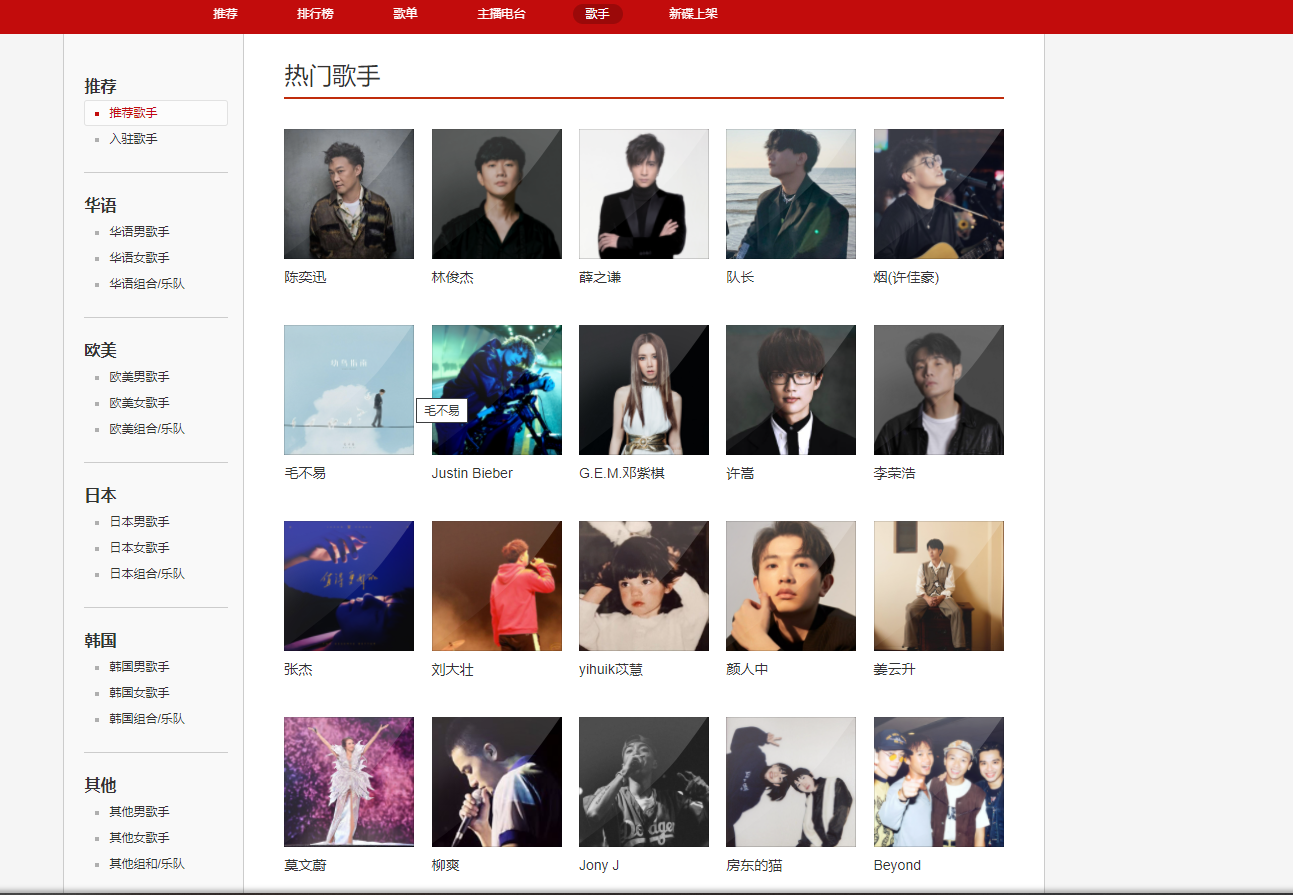 推荐 排行榜 歌单 主播电台 歌手 新碟上架
推荐
推荐歌手
入驻歌手
华语
华语男歌手
华语女歌手
华语组合/乐队
欧美
欧美男歌手
欧美女歌手
欧美组合/乐队
日本
日本男歌手
日本女歌手
日本组合/乐队
韩国
韩国男歌手
韩国女歌手
韩国组合/乐队
其他
其他男歌手
其他女歌手
其他组和/乐队
热门歌手
陈奕迅 林俊杰 薛之谦 队长 烟(许佳豪)
毛不易
毛不易 Justin Bieber G.E.M.邓紫棋 许嵩 李荣浩
张杰 刘大壮 yihuik苡慧 颜人中 姜云升
莫文蔚 柳爽 Jony J 房东的猫 Beyond